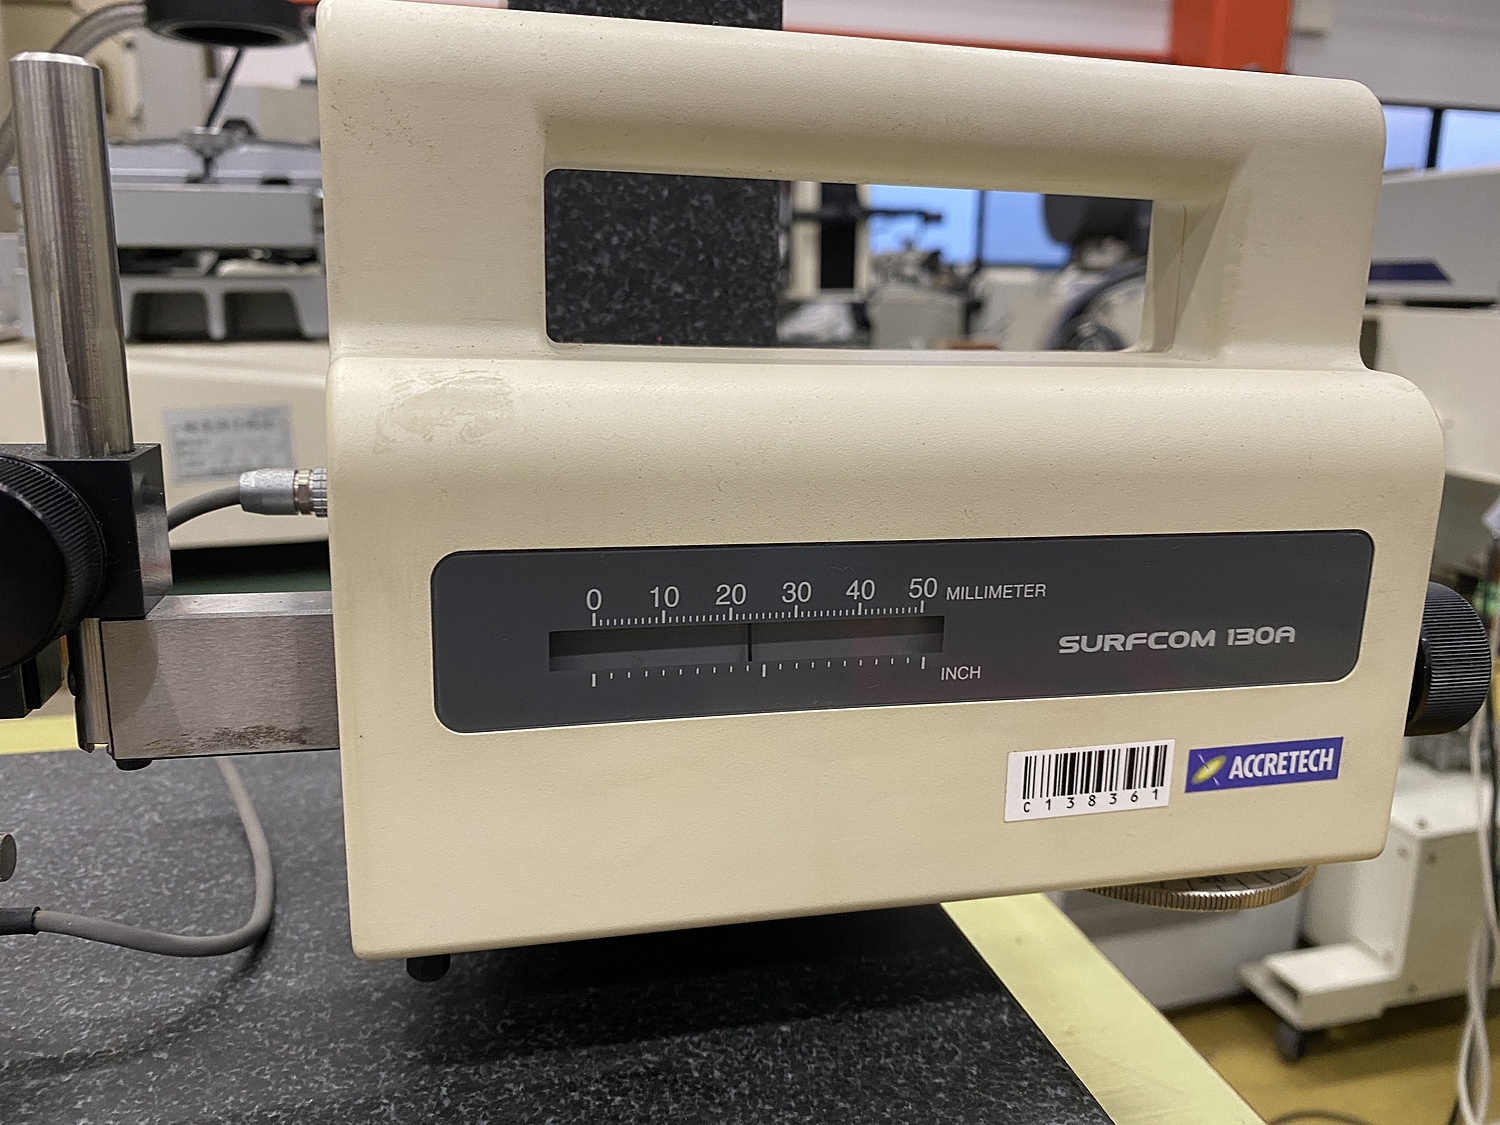 0 10 20 30 40 50 MILLIMETER
INCH
SURFCOM 130A
C138361
ACCRETECH